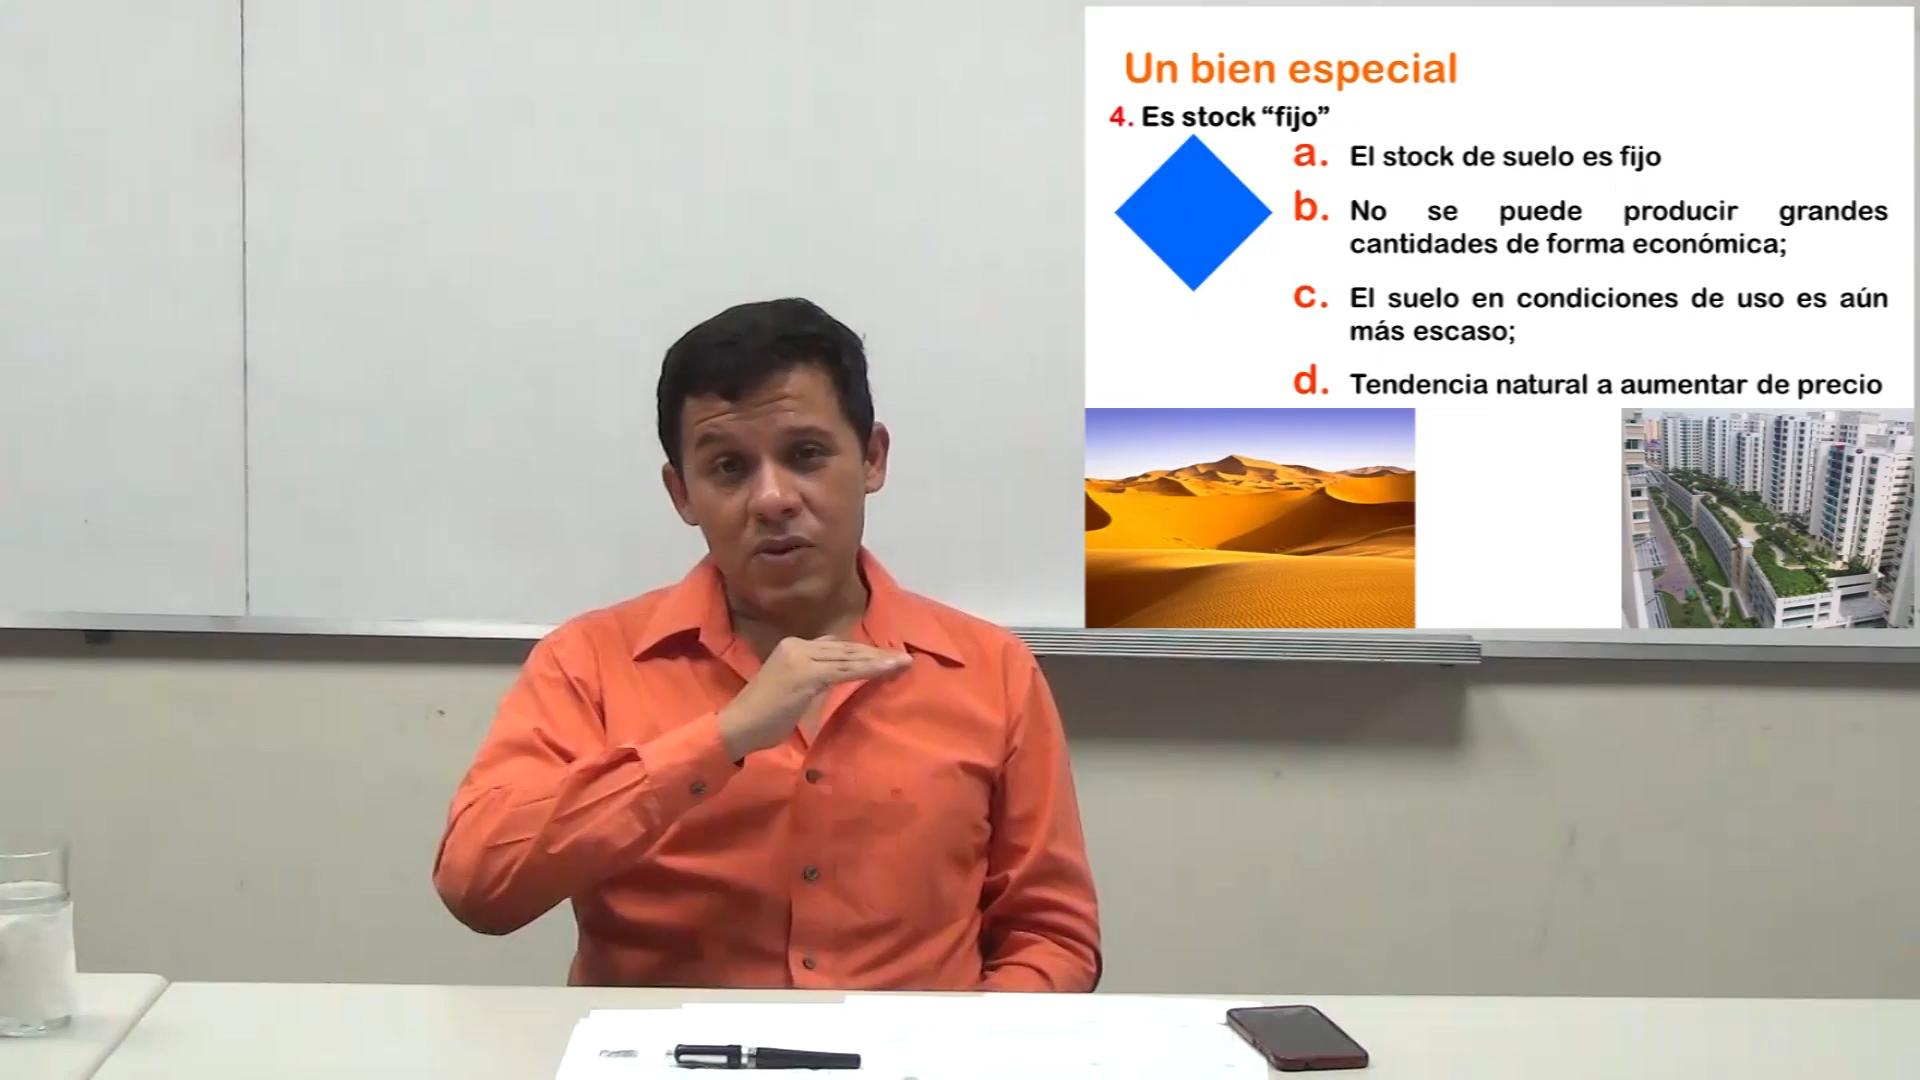 Un bien especial
4. Es stock “fijo”
a. El stock de suelo es fijo
b. No se puede producir grandes
cantidades de forma económica;
c. El suelo en condiciones de uso es aún
más escaso;
d. Tendencia natural a aumentar de precio